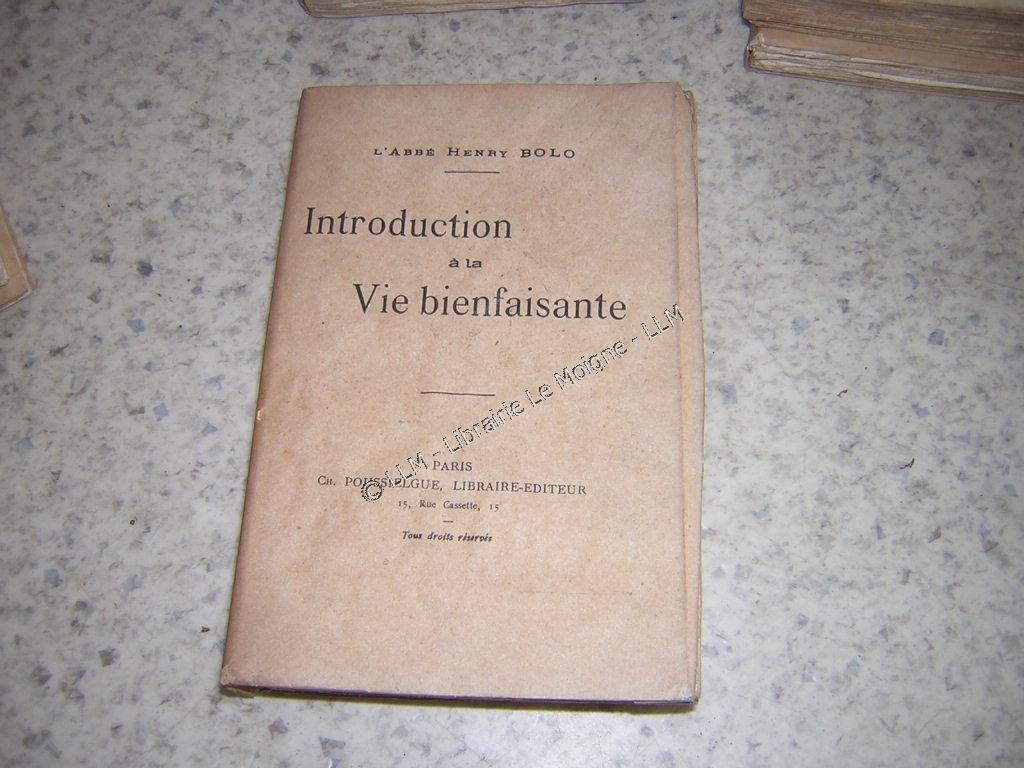 L'ABBÉ HENRY BOLO
Introduction
à la
Vie bienfaisante
PARIS
CH. POUSSIELGUE, LIBRAIRE-EDITEUR
15, Rue Cassette, 15
Tous droits réservés
© LLM - Librairie Le Moigne - LLM